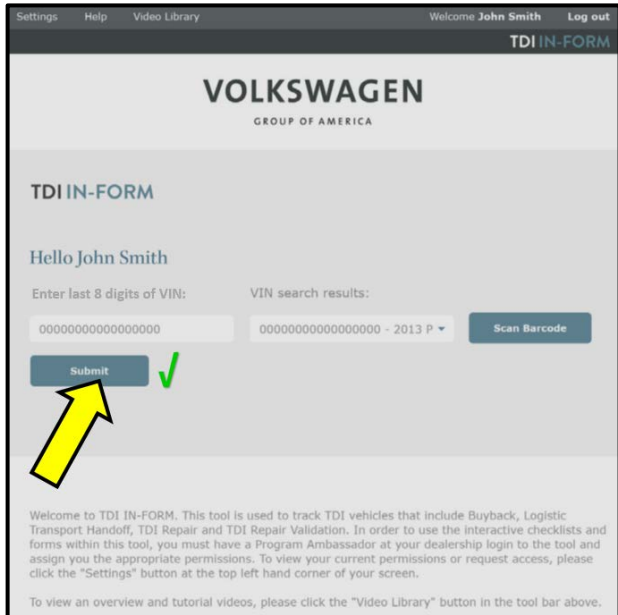 Settings Help Video Library Welcome John Smith Log out
TDI IN-FORM
VOLKSWAGEN
GROUP OF AMERICA
TDI IN-FORM
Hello John Smith
Enter last 8 digits of VIN: VIN search results:
00000000000000000 00000000000000000 - 2013 P Scan Barcode
Submit √
Welcome to TDI IN-FORM. This tool is used to track TDI vehicles that include Buyback, Logistic
Transport Handoff, TDI Repair and TDI Repair Validation. In order to use the interactive checklists and
forms within this tool, you must have a Program Ambassador at your dealership login to the tool and
assign you the appropriate permissions. To view your current permissions or request access, please
click the "Settings" button at the top left hand corner of your screen.
To view an overview and tutorial videos, please click the "Video Library" button in the tool bar above.